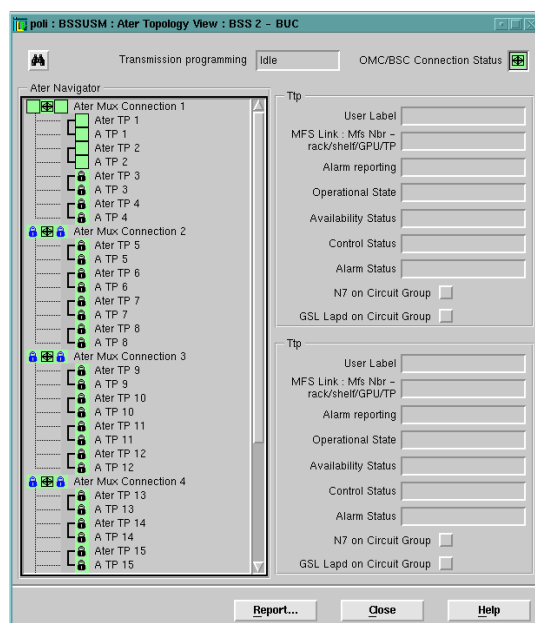 poli : BSSUSM : Ater Topology View : BSS 2 - BUC
Transmission programming Idle OMC/BSC Connection Status
Ater Navigator
Ater Mux Connection 1
Ater TP 1
A TP 1
Ater TP 2
A TP 2
Ater TP 3
A TP 3
Ater TP 4
A TP 4
Ater Mux Connection 2
Ater TP 5
A TP 5
Ater TP 6
A TP 6
Ater TP 7
A TP 7
Ater TP 8
A TP 8
Ater Mux Connection 3
Ater TP 9
A TP 9
Ater TP 10
A TP 10
Ater TP 11
A TP 11
Ater TP 12
A TP 12
Ater Mux Connection 4
Ater TP 13
A TP 13
Ater TP 14
A TP 14
Ater TP 15
A TP 15
Ttp
User Label
MFS Link : Mfs Nbr -
rack/shelf/GPU/TP
Alarm reporting
Operational State
Availability Status
Control Status
Alarm Status
N7 on Circuit Group
GSL Lapd on Circuit Group
Ttp
User Label
MFS Link : Mfs Nbr -
rack/shelf/GPU/TP
Alarm reporting
Operational State
Availability Status
Control Status
Alarm Status
N7 on Circuit Group
GSL Lapd on Circuit Group
Report... Close Help